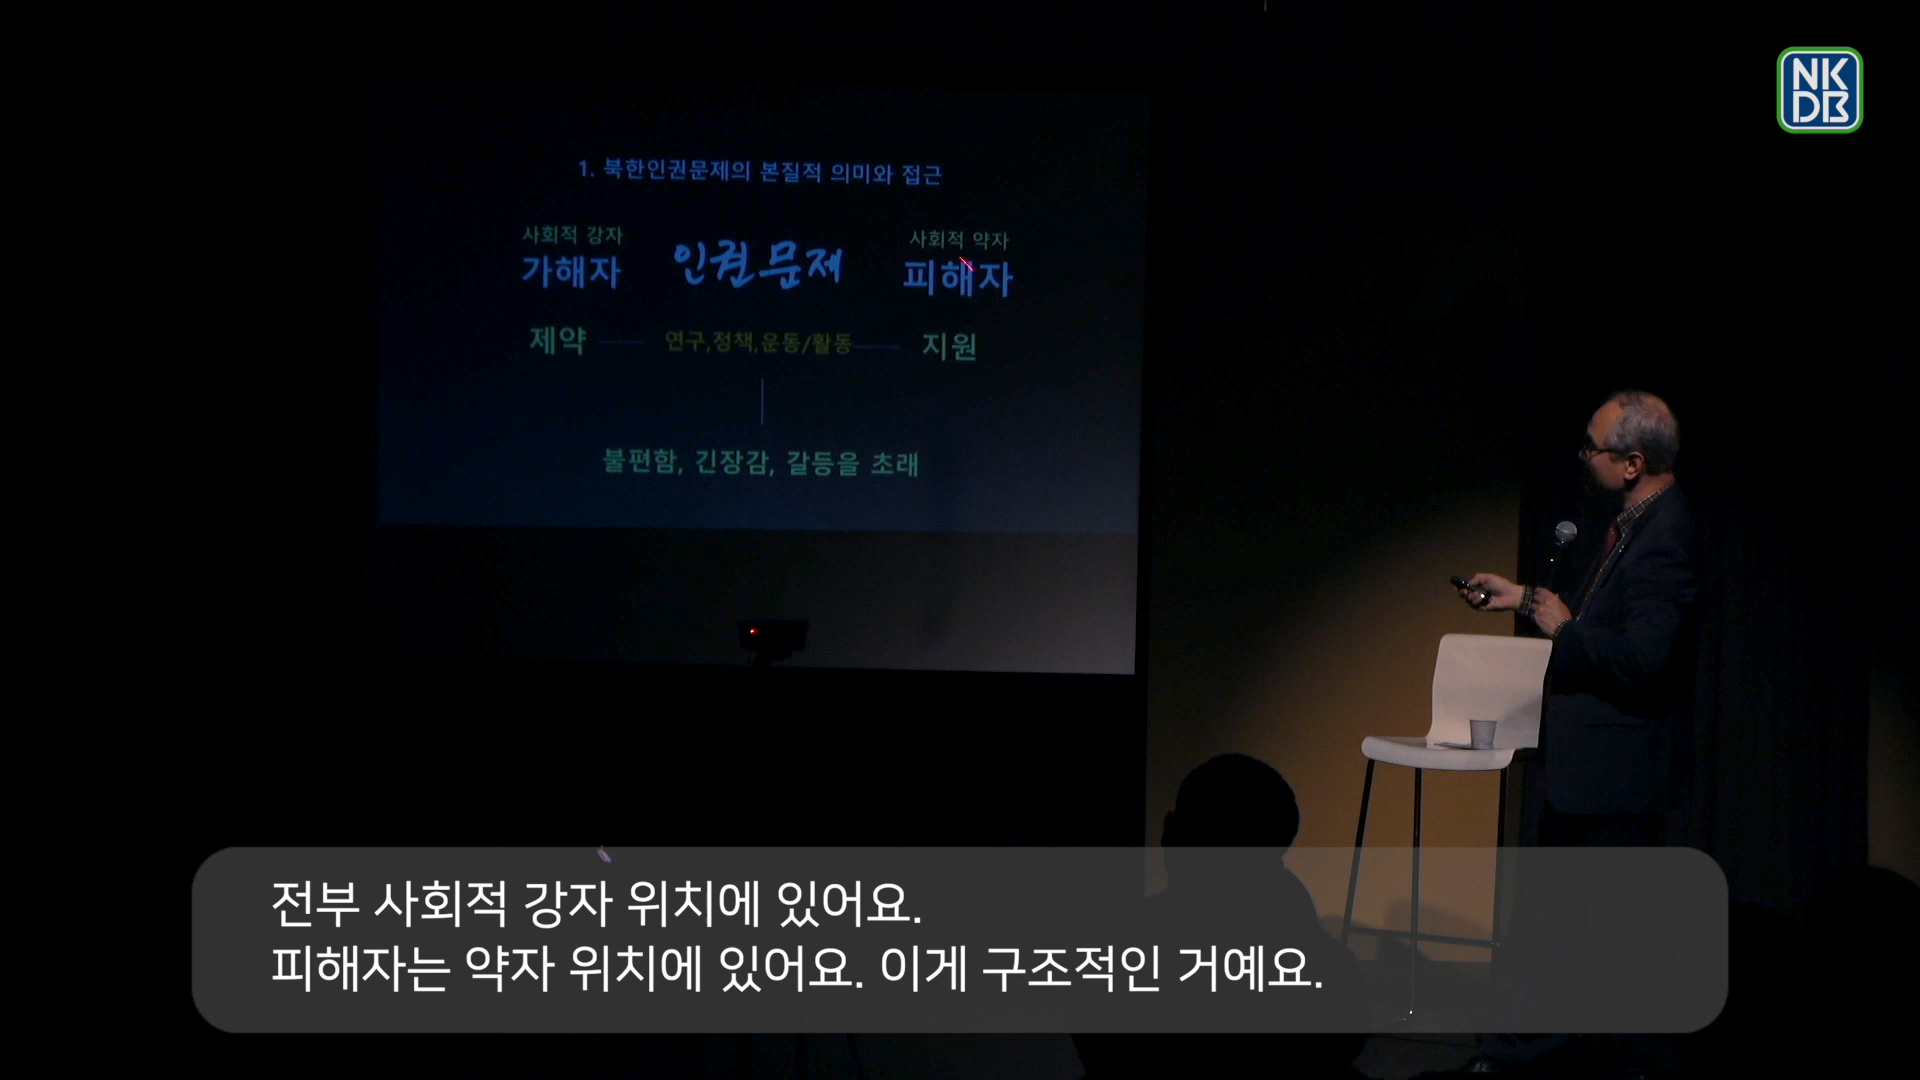 NK
DB
1. 북한인권문제의 본질적 의미와 접근
사회적 강자
가해자
인권문제
사회적 약자
피해자
제약
연구,정책,운동/활동
지원
불편함, 긴장감, 갈등을 초래
전부 사회적 강자 위치에 있어요.
피해자는 약자 위치에 있어요. 이게 구조적인 거예요.